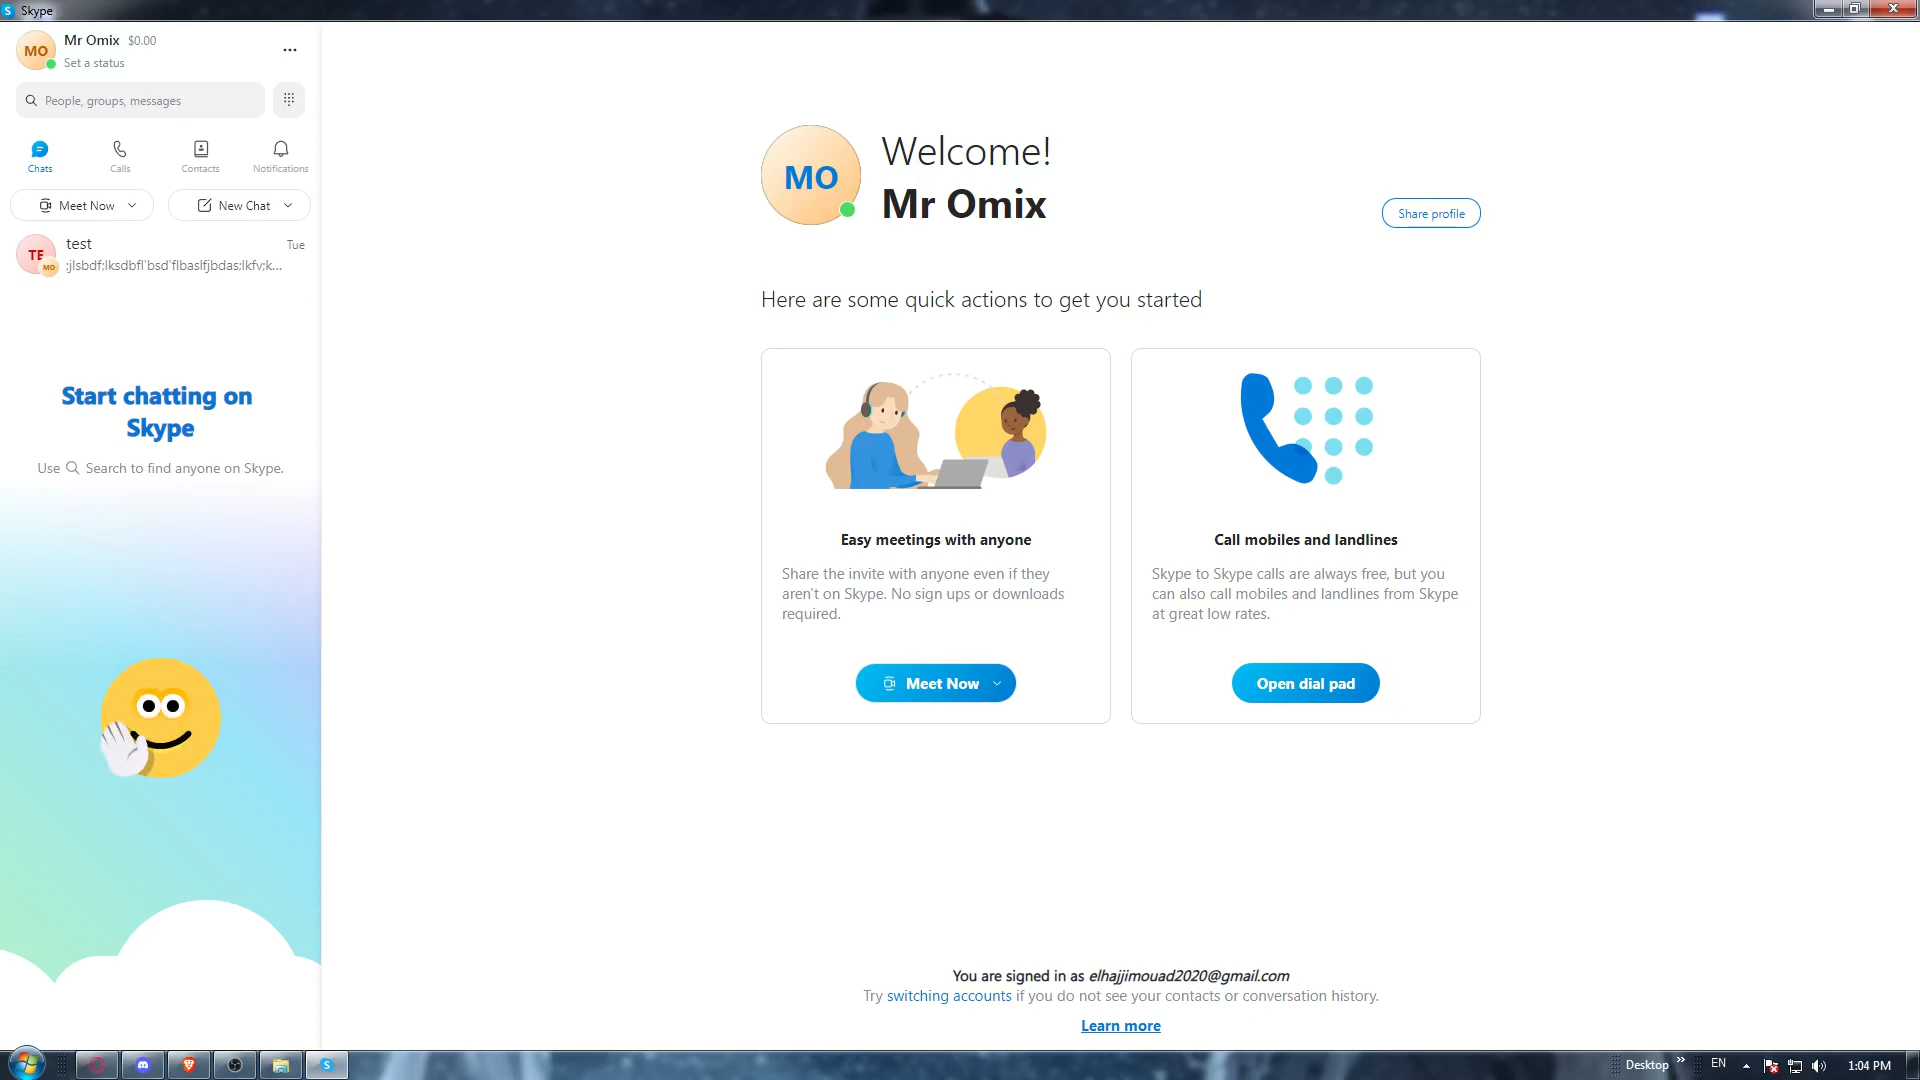 Skype
MO
Mr Omix $0.00
Set a status
People, groups, messages
Chats
Calls
Contacts
Notifications
Meet Now
New Chat
TE
MO
test
Tue
;jlsbdf;lksdbfl'bsd'flbaslfjbdas;lkfv;k...
Start chatting on
Skype
Use Search to find anyone on Skype.
MO
Welcome!
Mr Omix
Share profile
Here are some quick actions to get you started
Easy meetings with anyone
Share the invite with anyone even if they
aren't on Skype. No sign ups or downloads
required.
Meet Now
Call mobiles and landlines
Skype to Skype calls are always free, but you
can also call mobiles and landlines from Skype
at great low rates.
Open dial pad
You are signed in as elhajjimouad2020@gmail.com
Try switching accounts if you do not see your contacts or conversation history.
Learn more
Desktop
EN
1:04 PM